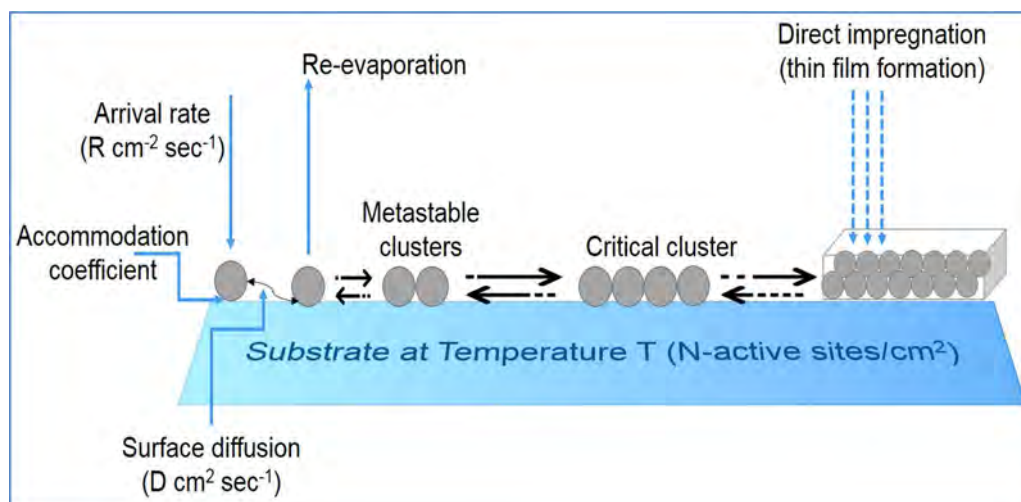 Direct impregnation
(thin film formation)
Re-evaporation
Arrival rate
(R cm⁻² sec⁻¹)
Metastable
clusters
Critical cluster
Accommodation
coefficient
Substrate at Temperature T (N-active sites/cm²)
Surface diffusion
(D cm² sec⁻¹)